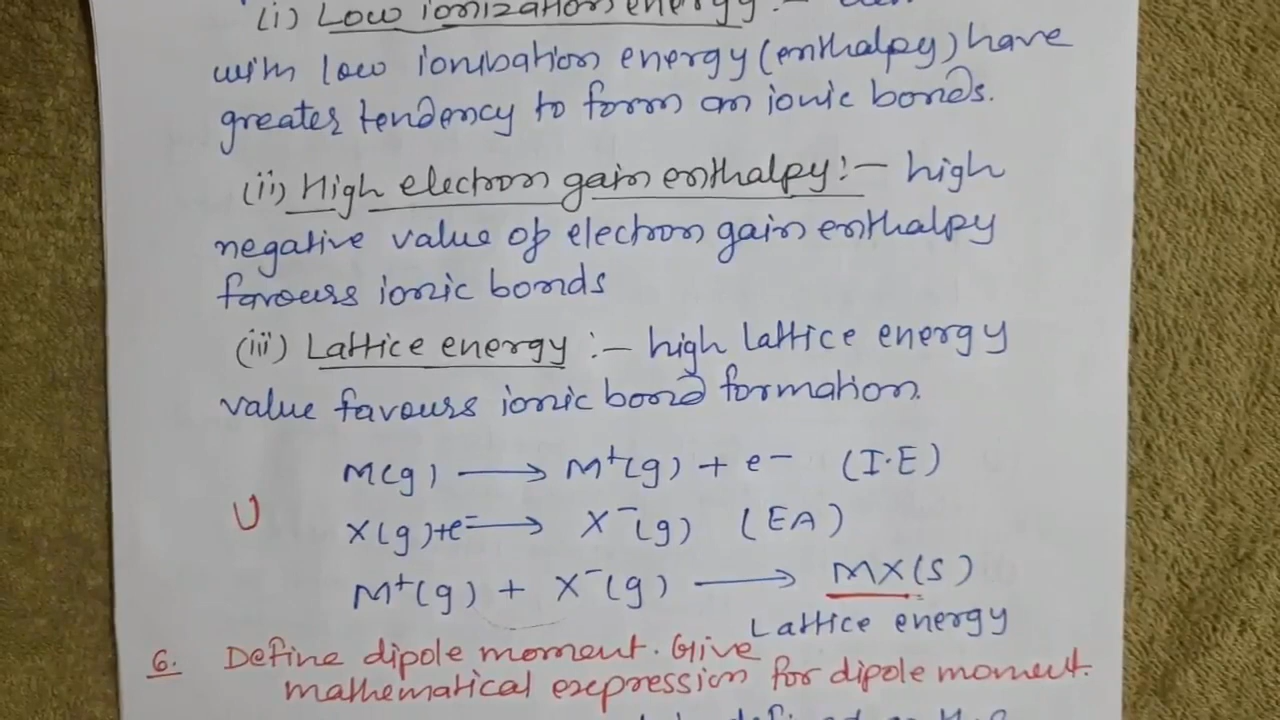 (i) Low ionization energy :-
with low ionization energy (enthalpy) have
greater tendency to form an ionic bonds.
(ii) High electron gain enthalpy :- high
negative value of electron gain enthalpy
favours ionic bonds
(iii) Lattice energy :- high lattice energy
value favours ionic bond formation.
M(g) ⟶ M⁺(g) + e⁻ (I.E)
U
X(g)+e⁻ ⟶ X⁻(g) (EA)
M⁺(g) + X⁻(g) ⟶ MX(s)
Lattice energy
6. Define dipole moment. Give
mathematical expression for dipole moment.